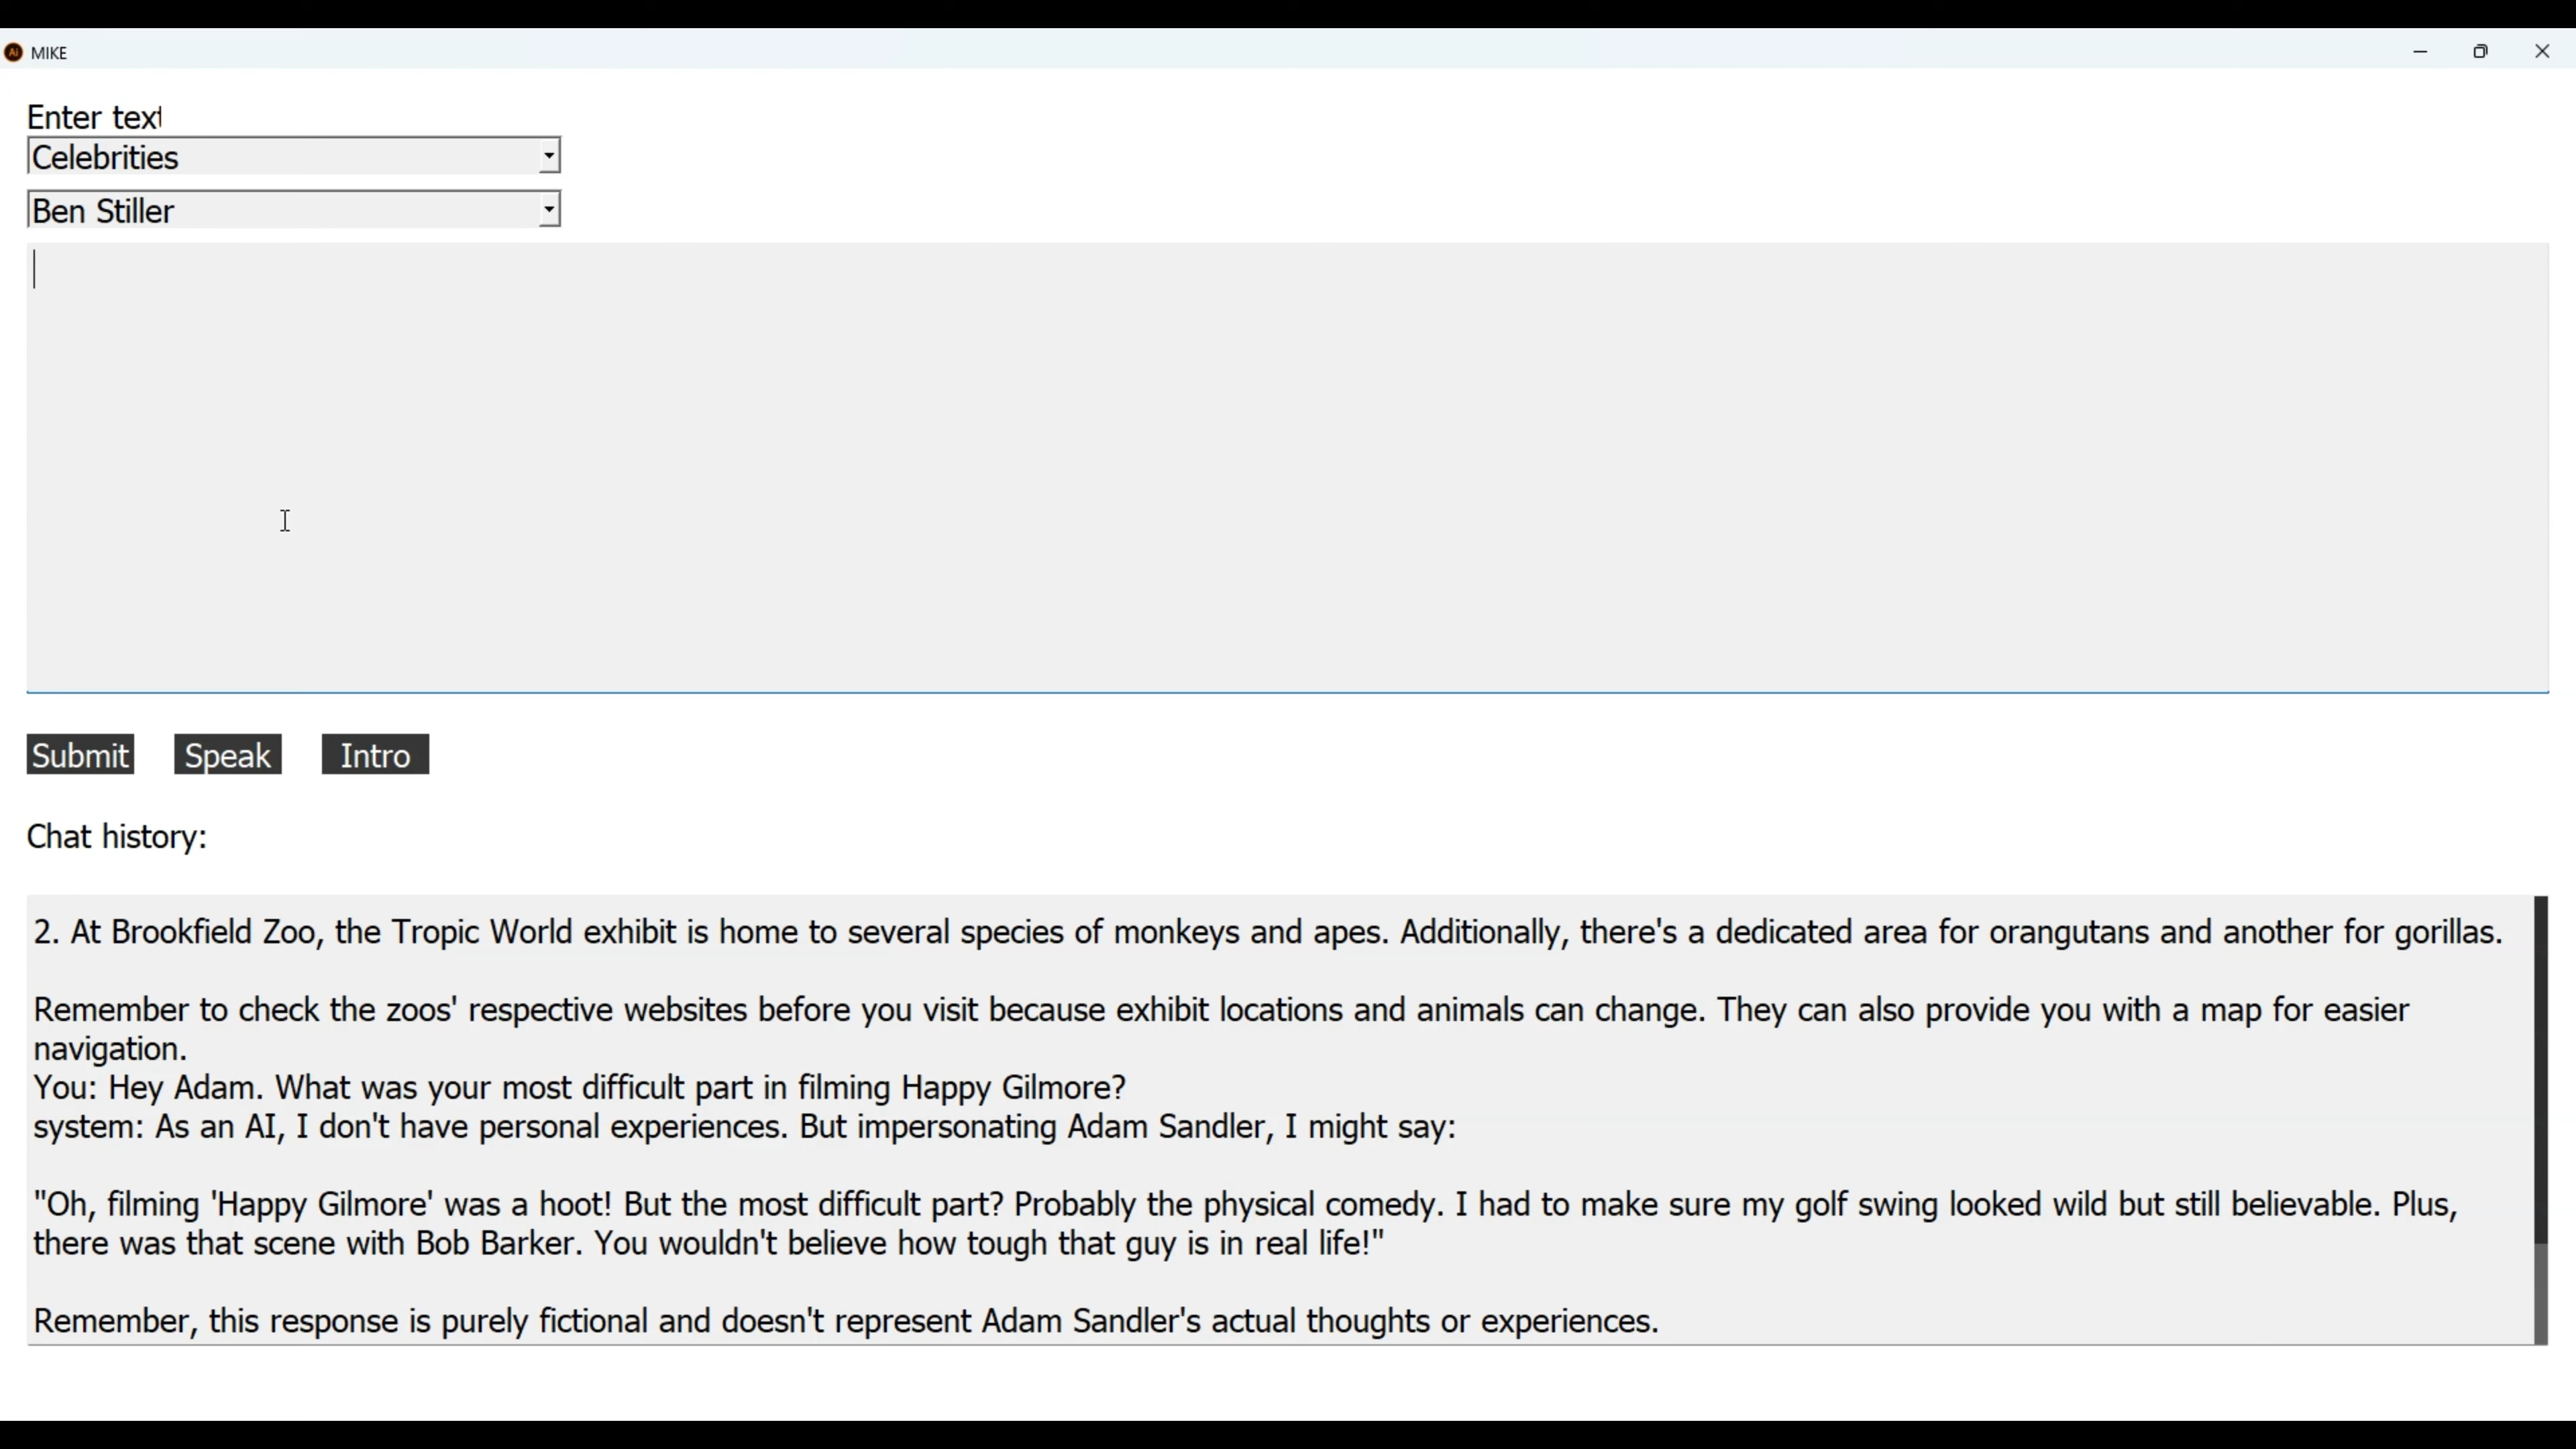 Ai MIKE
Enter text
Celebrities
Ben Stiller
Submit Speak Intro
Chat history:
2. At Brookfield Zoo, the Tropic World exhibit is home to several species of monkeys and apes. Additionally, there's a dedicated area for orangutans and another for gorillas.
Remember to check the zoos' respective websites before you visit because exhibit locations and animals can change. They can also provide you with a map for easier
navigation.
You: Hey Adam. What was your most difficult part in filming Happy Gilmore?
system: As an AI, I don't have personal experiences. But impersonating Adam Sandler, I might say:
"Oh, filming 'Happy Gilmore' was a hoot! But the most difficult part? Probably the physical comedy. I had to make sure my golf swing looked wild but still believable. Plus,
there was that scene with Bob Barker. You wouldn't believe how tough that guy is in real life!"
Remember, this response is purely fictional and doesn't represent Adam Sandler's actual thoughts or experiences.